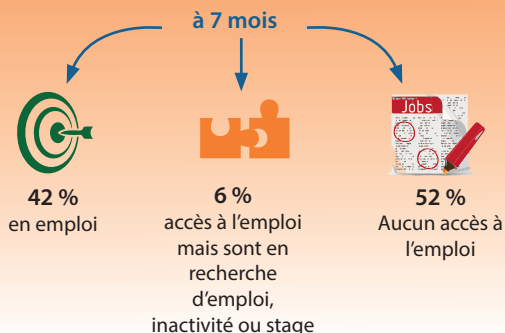 à 7 mois
Jobs
42 %
en emploi
6 %
accès à l'emploi
mais sont en
recherche
d'emploi,
inactivité ou stage
52 %
Aucun accès à
l'emploi